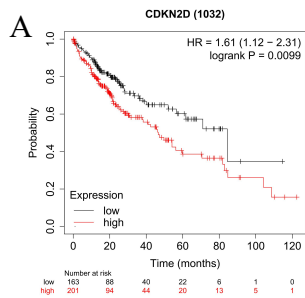 A
CDKN2D (1032)
HR = 1.61 (1.12 − 2.31)
logrank P = 0.0099
Probability
1.0
0.8
0.6
0.4
0.2
0.0
Expression
low
high
0 20 40 60 80 100 120
Time (months)
Number at risk
low 163 88 40 22 6 1 0
high 201 94 44 20 13 5 1